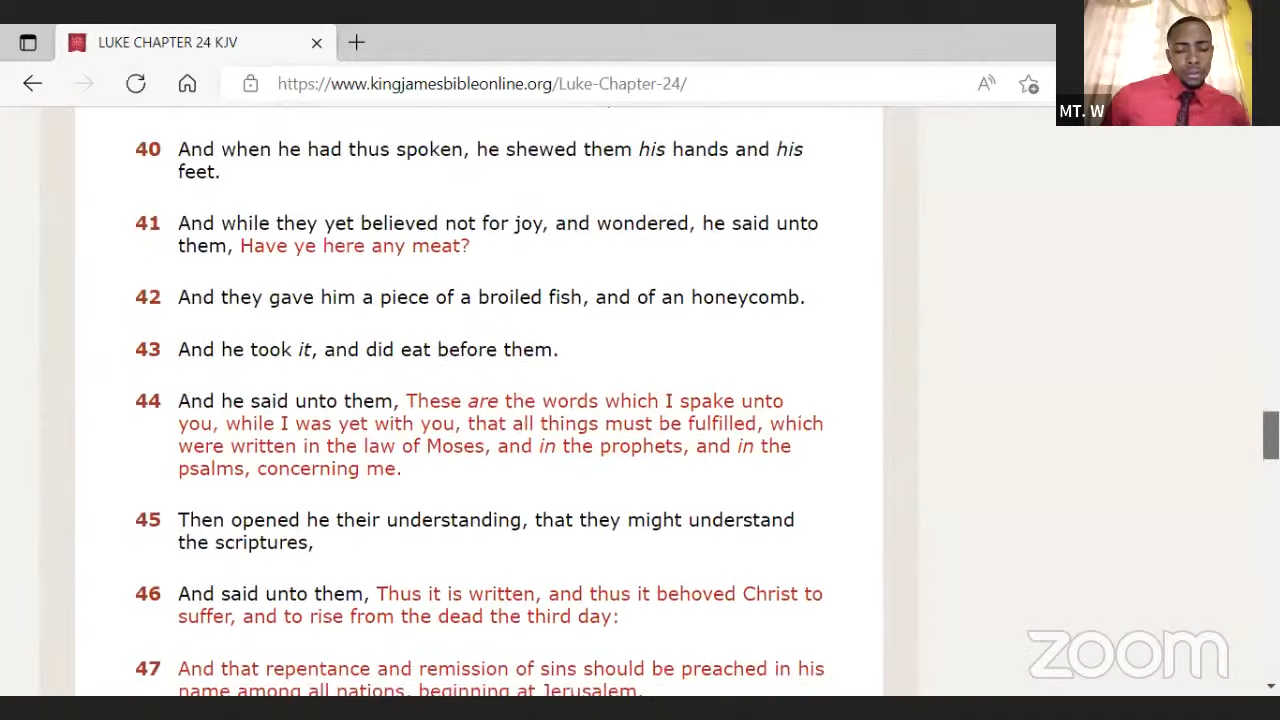 LUKE CHAPTER 24 KJV
https://www.kingjamesbibleonline.org/Luke-Chapter-24/
MT. W
40 And when he had thus spoken, he shewed them his hands and his
feet.
41 And while they yet believed not for joy, and wondered, he said unto
them, Have ye here any meat?
42 And they gave him a piece of a broiled fish, and of an honeycomb.
43 And he took it, and did eat before them.
44 And he said unto them, These are the words which I spake unto
you, while I was yet with you, that all things must be fulfilled, which
were written in the law of Moses, and in the prophets, and in the
psalms, concerning me.
45 Then opened he their understanding, that they might understand
the scriptures,
46 And said unto them, Thus it is written, and thus it behoved Christ to
suffer, and to rise from the dead the third day:
47 And that repentance and remission of sins should be preached in his
name among all nations, beginning at Jerusalem.
zoom